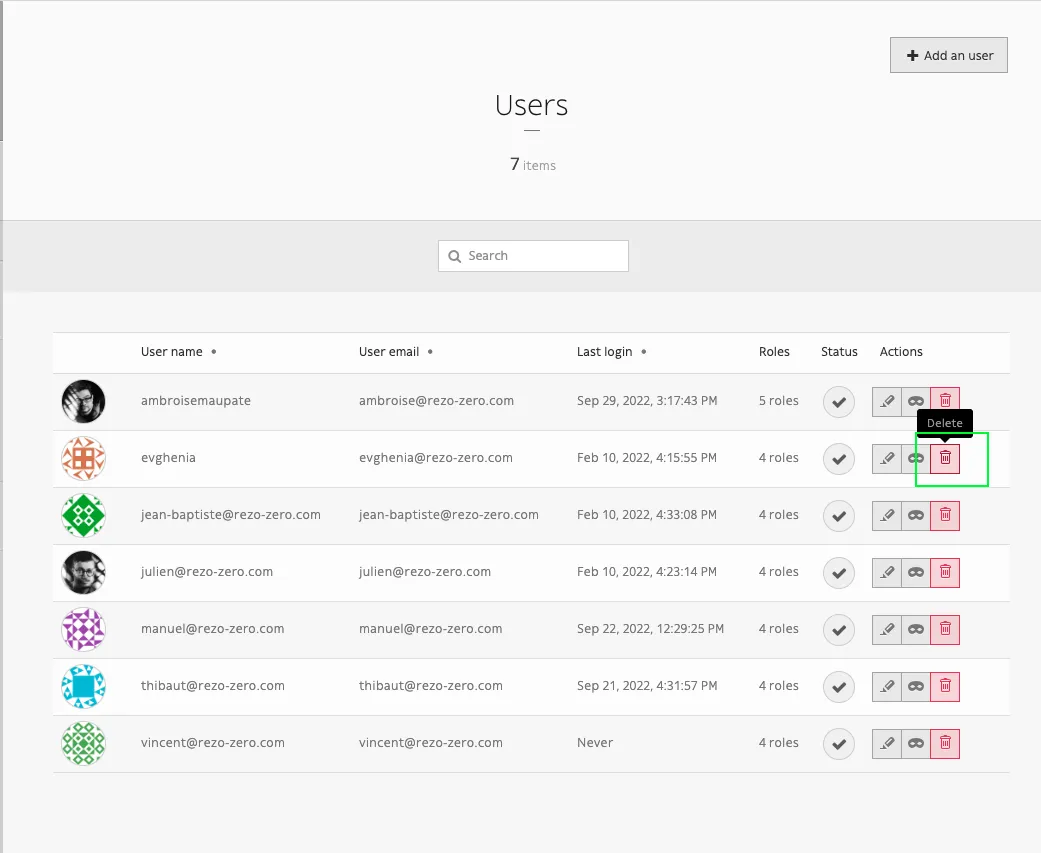 Add an user
Users
7 items
Search
User name User email Last login Roles Status Actions
ambroisemaupate ambroise@rezo-zero.com Sep 29, 2022, 3:17:43 PM 5 roles
Delete
evghenia evghenia@rezo-zero.com Feb 10, 2022, 4:15:55 PM 4 roles
jean-baptiste@rezo-zero.com jean-baptiste@rezo-zero.com Feb 10, 2022, 4:33:08 PM 4 roles
julien@rezo-zero.com julien@rezo-zero.com Feb 10, 2022, 4:23:14 PM 4 roles
manuel@rezo-zero.com manuel@rezo-zero.com Sep 22, 2022, 12:29:25 PM 4 roles
thibaut@rezo-zero.com thibaut@rezo-zero.com Sep 21, 2022, 4:31:57 PM 4 roles
vincent@rezo-zero.com vincent@rezo-zero.com Never 4 roles